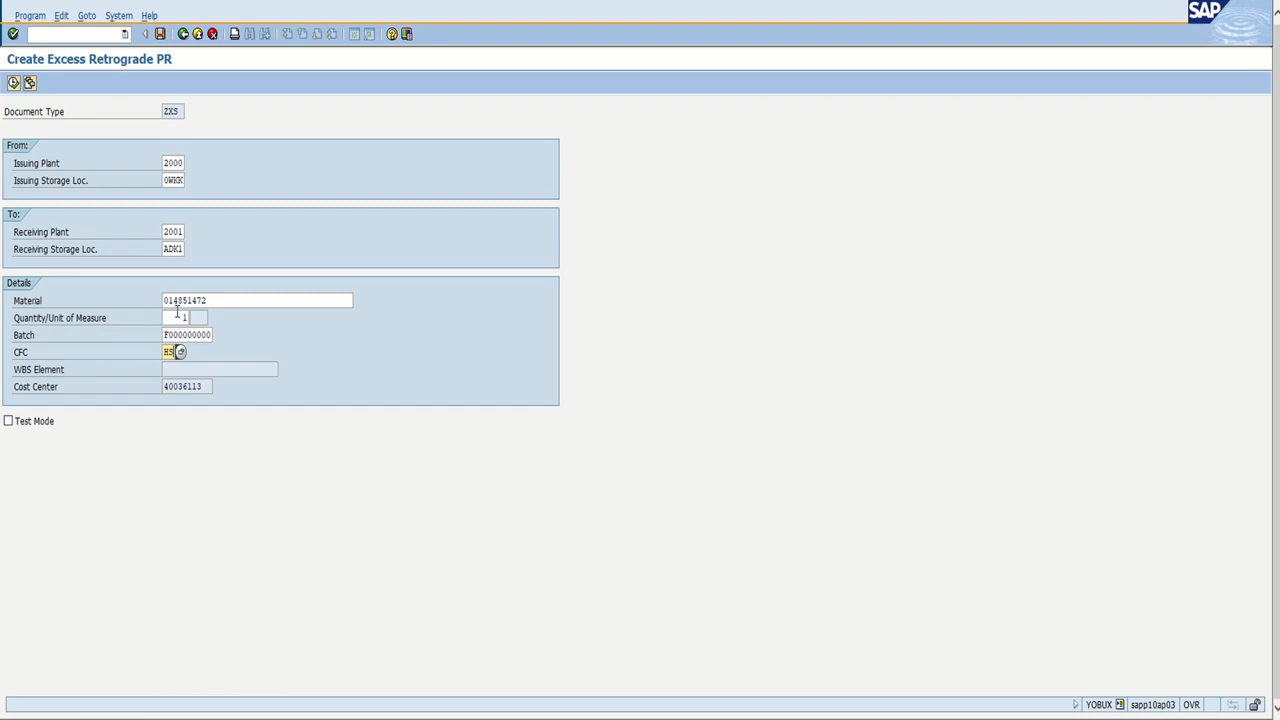 Program Edit Goto System Help
SAP
Create Excess Retrograde PR
Document Type ZXS
From:
Issuing Plant 2000
Issuing Storage Loc. 0WKK
To:
Receiving Plant 2001
Receiving Storage Loc. ADK1
Details
Material 014851472
Quantity/Unit of Measure 1
Batch F000000000
CFC HS
WBS Element
Cost Center 40036113
Test Mode
YOBUX sapp10ap03 OVR